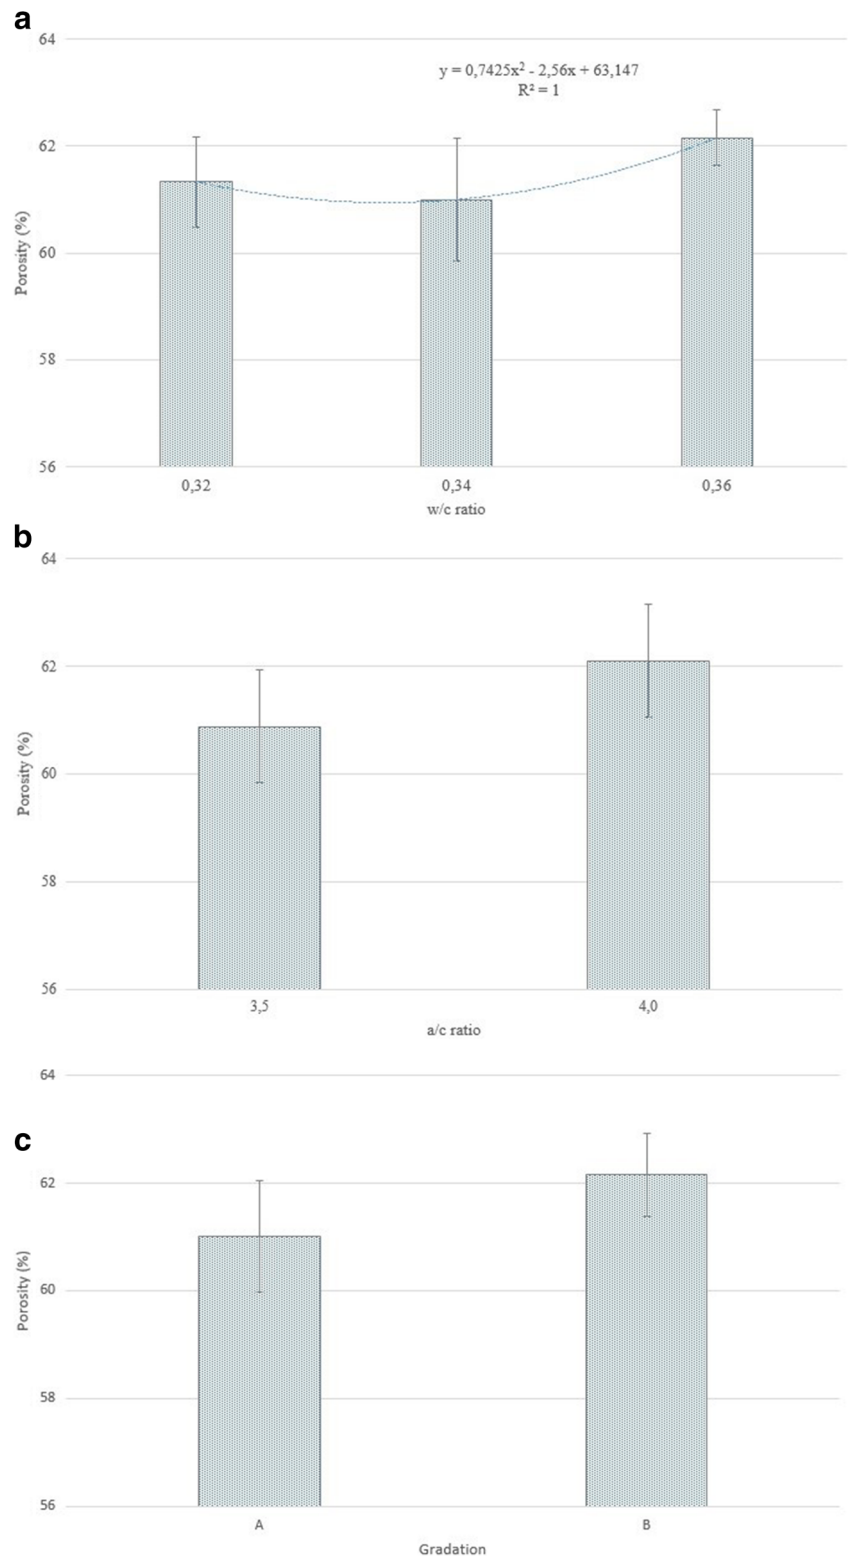 a
64
y = 0,7425x² - 2,56x + 63,147
R² = 1
62
60
58
56
Porosity (%)
0,32 0,34 0,36
w/c ratio
b
64
62
60
58
56
Porosity (%)
3,5 4,0
a/c ratio
64
c
62
60
58
56
Porosity (%)
A B
Gradation